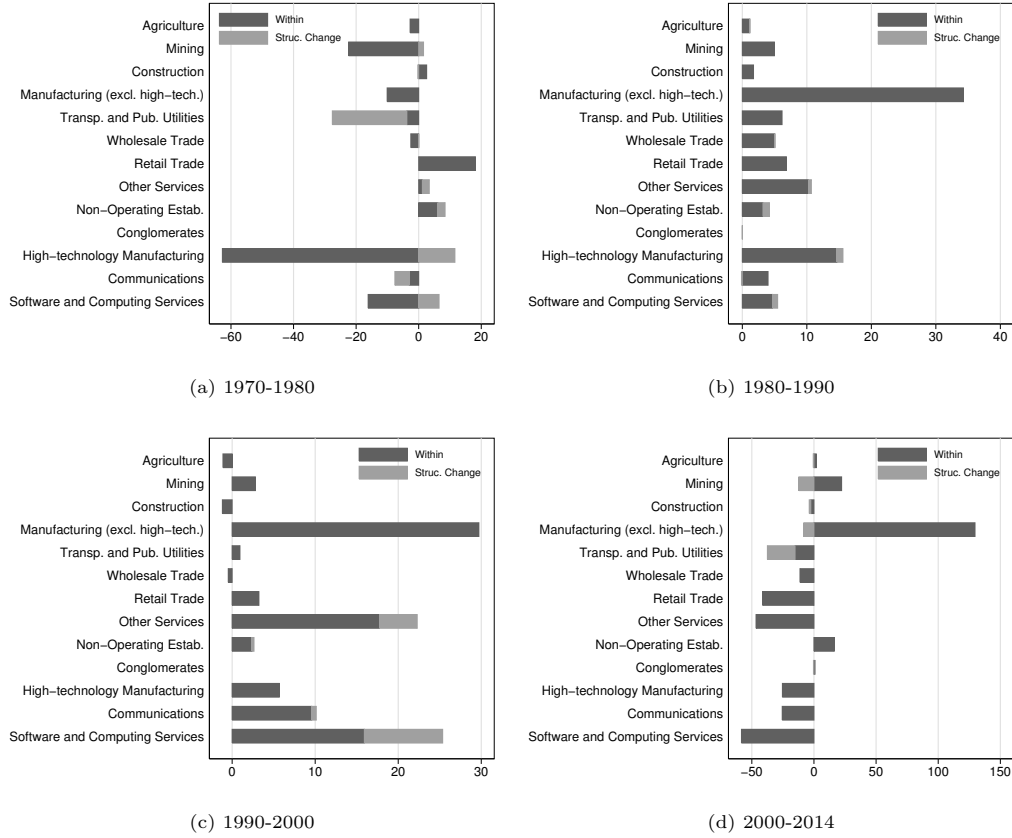 Agriculture
Mining
Construction
Manufacturing (excl. high−tech.)
Transp. and Pub. Utilities
Wholesale Trade
Retail Trade
Other Services
Non−Operating Estab.
Conglomerates
High−technology Manufacturing
Communications
Software and Computing Services
Within
Struc. Change
−60 −40 −20 0 20
(a) 1970-1980
Agriculture
Mining
Construction
Manufacturing (excl. high−tech.)
Transp. and Pub. Utilities
Wholesale Trade
Retail Trade
Other Services
Non−Operating Estab.
Conglomerates
High−technology Manufacturing
Communications
Software and Computing Services
Within
Struc. Change
0 10 20 30 40
(b) 1980-1990
Agriculture
Mining
Construction
Manufacturing (excl. high−tech.)
Transp. and Pub. Utilities
Wholesale Trade
Retail Trade
Other Services
Non−Operating Estab.
Conglomerates
High−technology Manufacturing
Communications
Software and Computing Services
Within
Struc. Change
0 10 20 30
(c) 1990-2000
Agriculture
Mining
Construction
Manufacturing (excl. high−tech.)
Transp. and Pub. Utilities
Wholesale Trade
Retail Trade
Other Services
Non−Operating Estab.
Conglomerates
High−technology Manufacturing
Communications
Software and Computing Services
Within
Struc. Change
−50 0 50 100 150
(d) 2000-2014